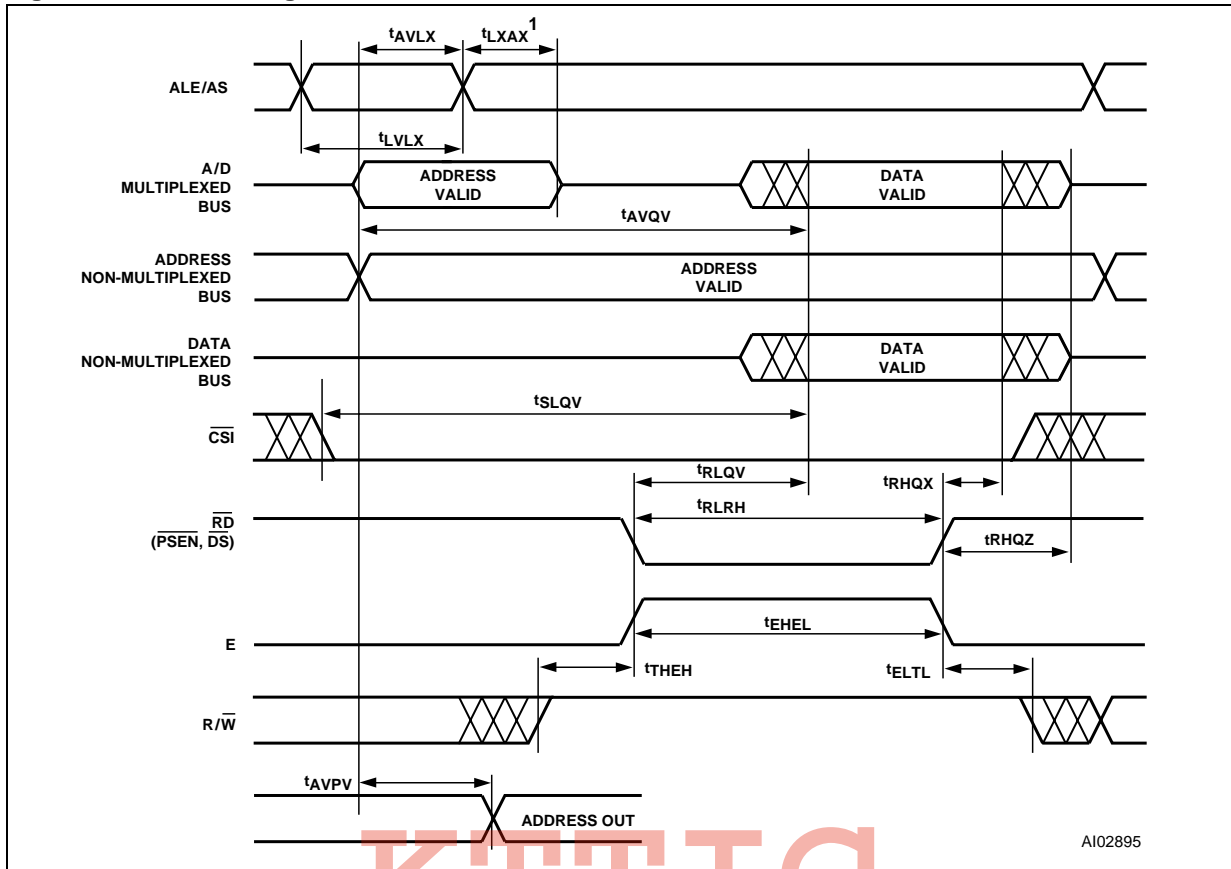 tAVLX tLXAX 1
ALE/AS
tLVLX
A/D
MULTIPLEXED
BUS
ADDRESS
VALID
DATA
VALID
tAVQV
ADDRESS
NON-MULTIPLEXED
BUS
ADDRESS
VALID
DATA
NON-MULTIPLEXED
BUS
DATA
VALID
tSLQV
CSI
tRLQV
tRHQX
tRLRH
RD
(PSEN, DS)
tRHQZ
tEHEL
E
tTHEH
tELTL
R/W
tAVPV
ADDRESS OUT
AI02895